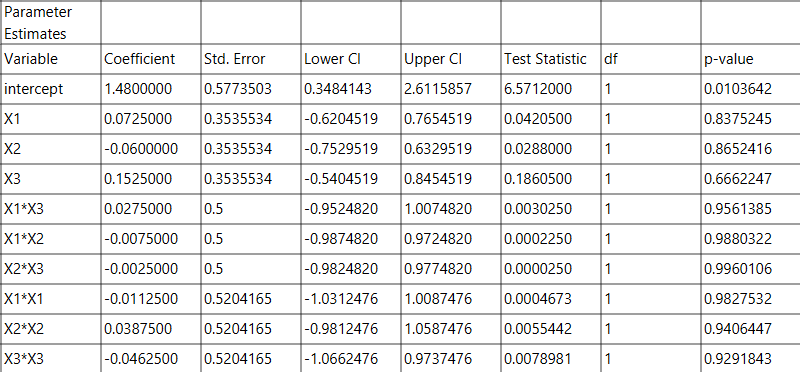 Parameter
Estimates
Variable Coefficient Std. Error Lower CI Upper CI Test Statistic df p-value
intercept 1.4800000 0.5773503 0.3484143 2.6115857 6.5712000 1 0.0103642
X1 0.0725000 0.3535534 -0.6204519 0.7654519 0.0420500 1 0.8375245
X2 -0.0600000 0.3535534 -0.7529519 0.6329519 0.0288000 1 0.8652416
X3 0.1525000 0.3535534 -0.5404519 0.8454519 0.1860500 1 0.6662247
X1*X3 0.0275000 0.5 -0.9524820 1.0074820 0.0030250 1 0.9561385
X1*X2 -0.0075000 0.5 -0.9874820 0.9724820 0.0002250 1 0.9880322
X2*X3 -0.0025000 0.5 -0.9824820 0.9774820 0.0000250 1 0.9960106
X1*X1 -0.0112500 0.5204165 -1.0312476 1.0087476 0.0004673 1 0.9827532
X2*X2 0.0387500 0.5204165 -0.9812476 1.0587476 0.0055442 1 0.9406447
X3*X3 -0.0462500 0.5204165 -1.0662476 0.9737476 0.0078981 1 0.9291843